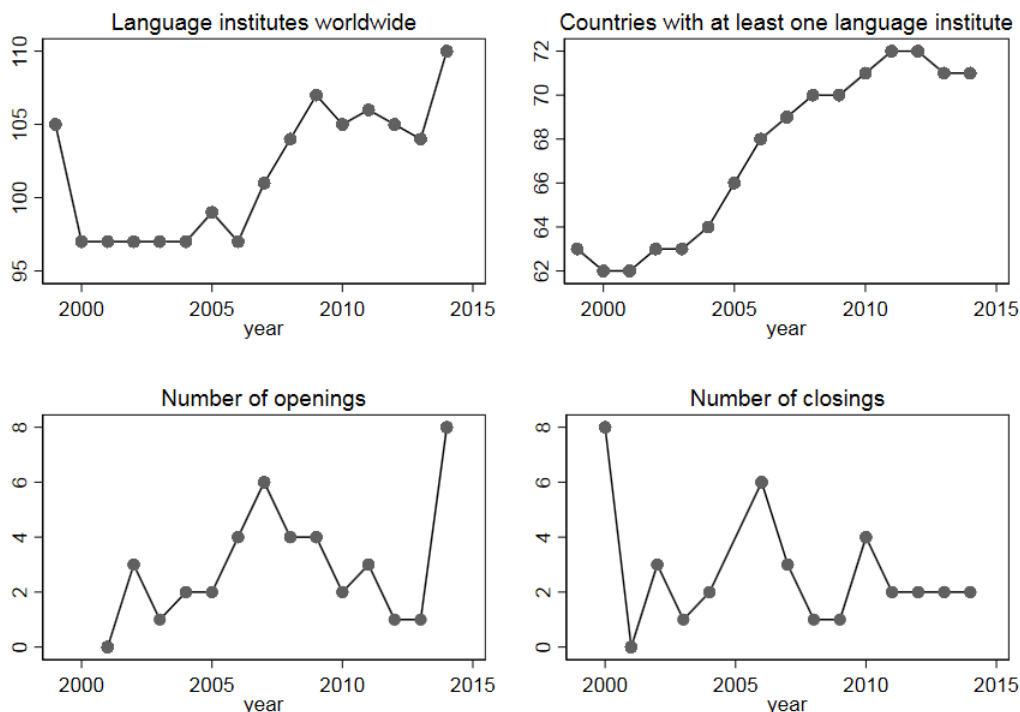 Language institutes worldwide
110
105
100
95
2000 2005 2010 2015
year
Countries with at least one language institute
72
70
68
66
64
62
2000 2005 2010 2015
year
Number of openings
8
6
4
2
0
2000 2005 2010 2015
year
Number of closings
8
6
4
2
0
2000 2005 2010 2015
year